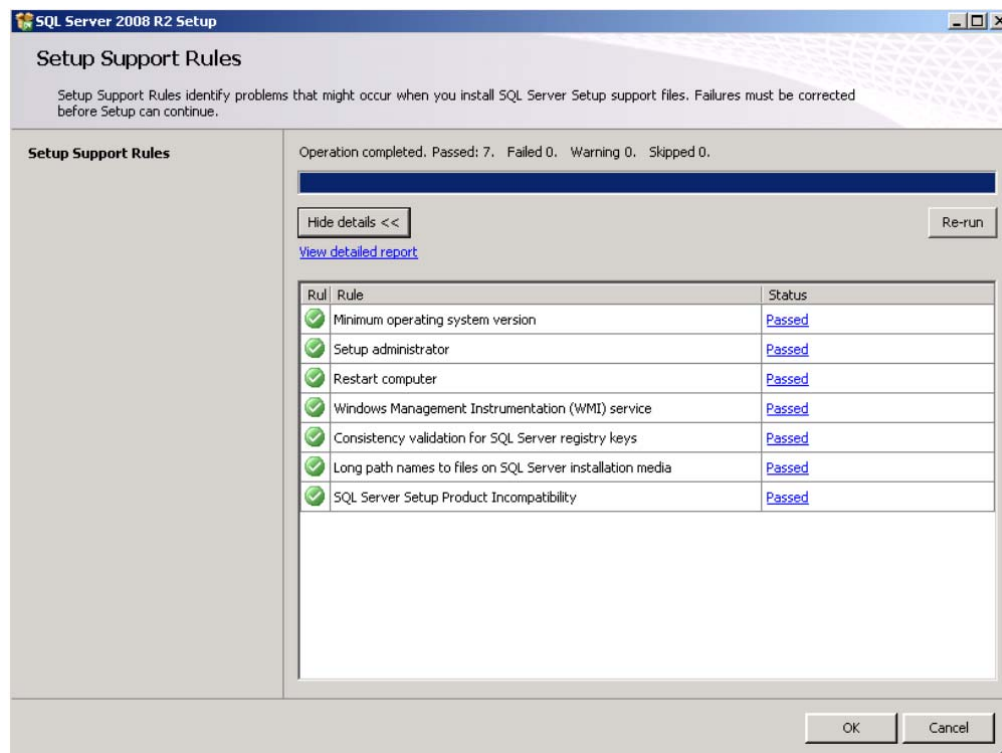 SQL Server 2008 R2 Setup
Setup Support Rules
Setup Support Rules identify problems that might occur when you install SQL Server Setup support files. Failures must be corrected
before Setup can continue.
Setup Support Rules
Operation completed. Passed: 7.   Failed 0.   Warning 0.   Skipped 0.
Hide details <<
Re-run
View detailed report
Rul Rule Status
Minimum operating system version Passed
Setup administrator Passed
Restart computer Passed
Windows Management Instrumentation (WMI) service Passed
Consistency validation for SQL Server registry keys Passed
Long path names to files on SQL Server installation media Passed
SQL Server Setup Product Incompatibility Passed
OK Cancel